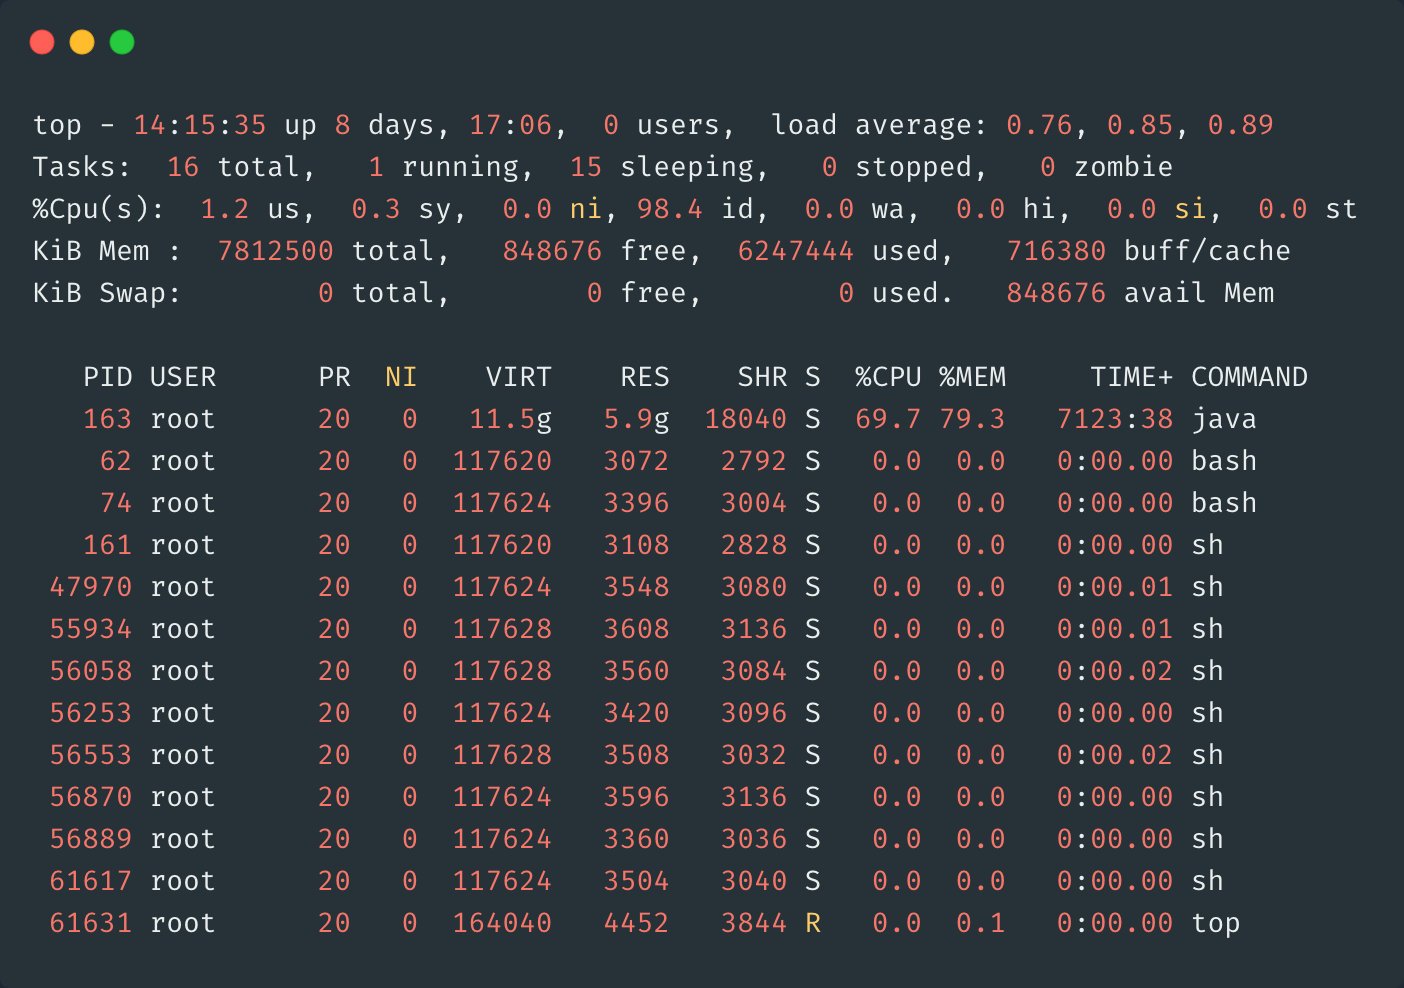 top - 14:15:35 up 8 days, 17:06,  0 users,  load average: 0.76, 0.85, 0.89
Tasks:  16 total,   1 running,  15 sleeping,   0 stopped,   0 zombie
%Cpu(s):  1.2 us,  0.3 sy,  0.0 ni, 98.4 id,  0.0 wa,  0.0 hi,  0.0 si,  0.0 st
KiB Mem :  7812500 total,   848676 free,  6247444 used,   716380 buff/cache
KiB Swap:        0 total,        0 free,        0 used.   848676 avail Mem
   PID USER      PR  NI    VIRT    RES    SHR S  %CPU %MEM     TIME+ COMMAND
   163 root      20   0   11.5g   5.9g  18040 S  69.7 79.3   7123:38 java
    62 root      20   0  117620   3072   2792 S   0.0  0.0   0:00.00 bash
    74 root      20   0  117624   3396   3004 S   0.0  0.0   0:00.00 bash
   161 root      20   0  117620   3108   2828 S   0.0  0.0   0:00.00 sh
 47970 root      20   0  117624   3548   3080 S   0.0  0.0   0:00.01 sh
 55934 root      20   0  117628   3608   3136 S   0.0  0.0   0:00.01 sh
 56058 root      20   0  117628   3560   3084 S   0.0  0.0   0:00.02 sh
 56253 root      20   0  117624   3420   3096 S   0.0  0.0   0:00.00 sh
 56553 root      20   0  117628   3508   3032 S   0.0  0.0   0:00.02 sh
 56870 root      20   0  117624   3596   3136 S   0.0  0.0   0:00.00 sh
 56889 root      20   0  117624   3360   3036 S   0.0  0.0   0:00.00 sh
 61617 root      20   0  117624   3504   3040 S   0.0  0.0   0:00.00 sh
 61631 root      20   0  164040   4452   3844 R   0.0  0.1   0:00.00 top